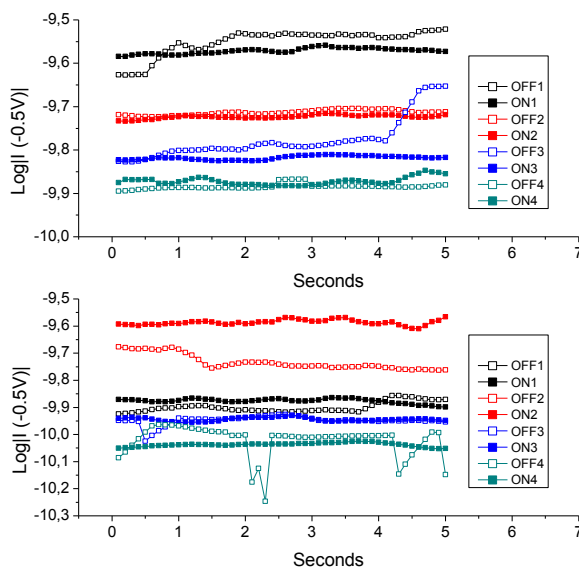 -9,5
-9,6
-9,7
-9,8
-9,9
-10,0
Log|I (-0.5V)|
0 1 2 3 4 5 6 7
Seconds
OFF1
ON1
OFF2
ON2
OFF3
ON3
OFF4
ON4
-9,5
-9,6
-9,7
-9,8
-9,9
-10,0
-10,1
-10,2
-10,3
Log|I (-0.5V)|
0 1 2 3 4 5 6 7
Seconds
OFF1
ON1
OFF2
ON2
OFF3
ON3
OFF4
ON4